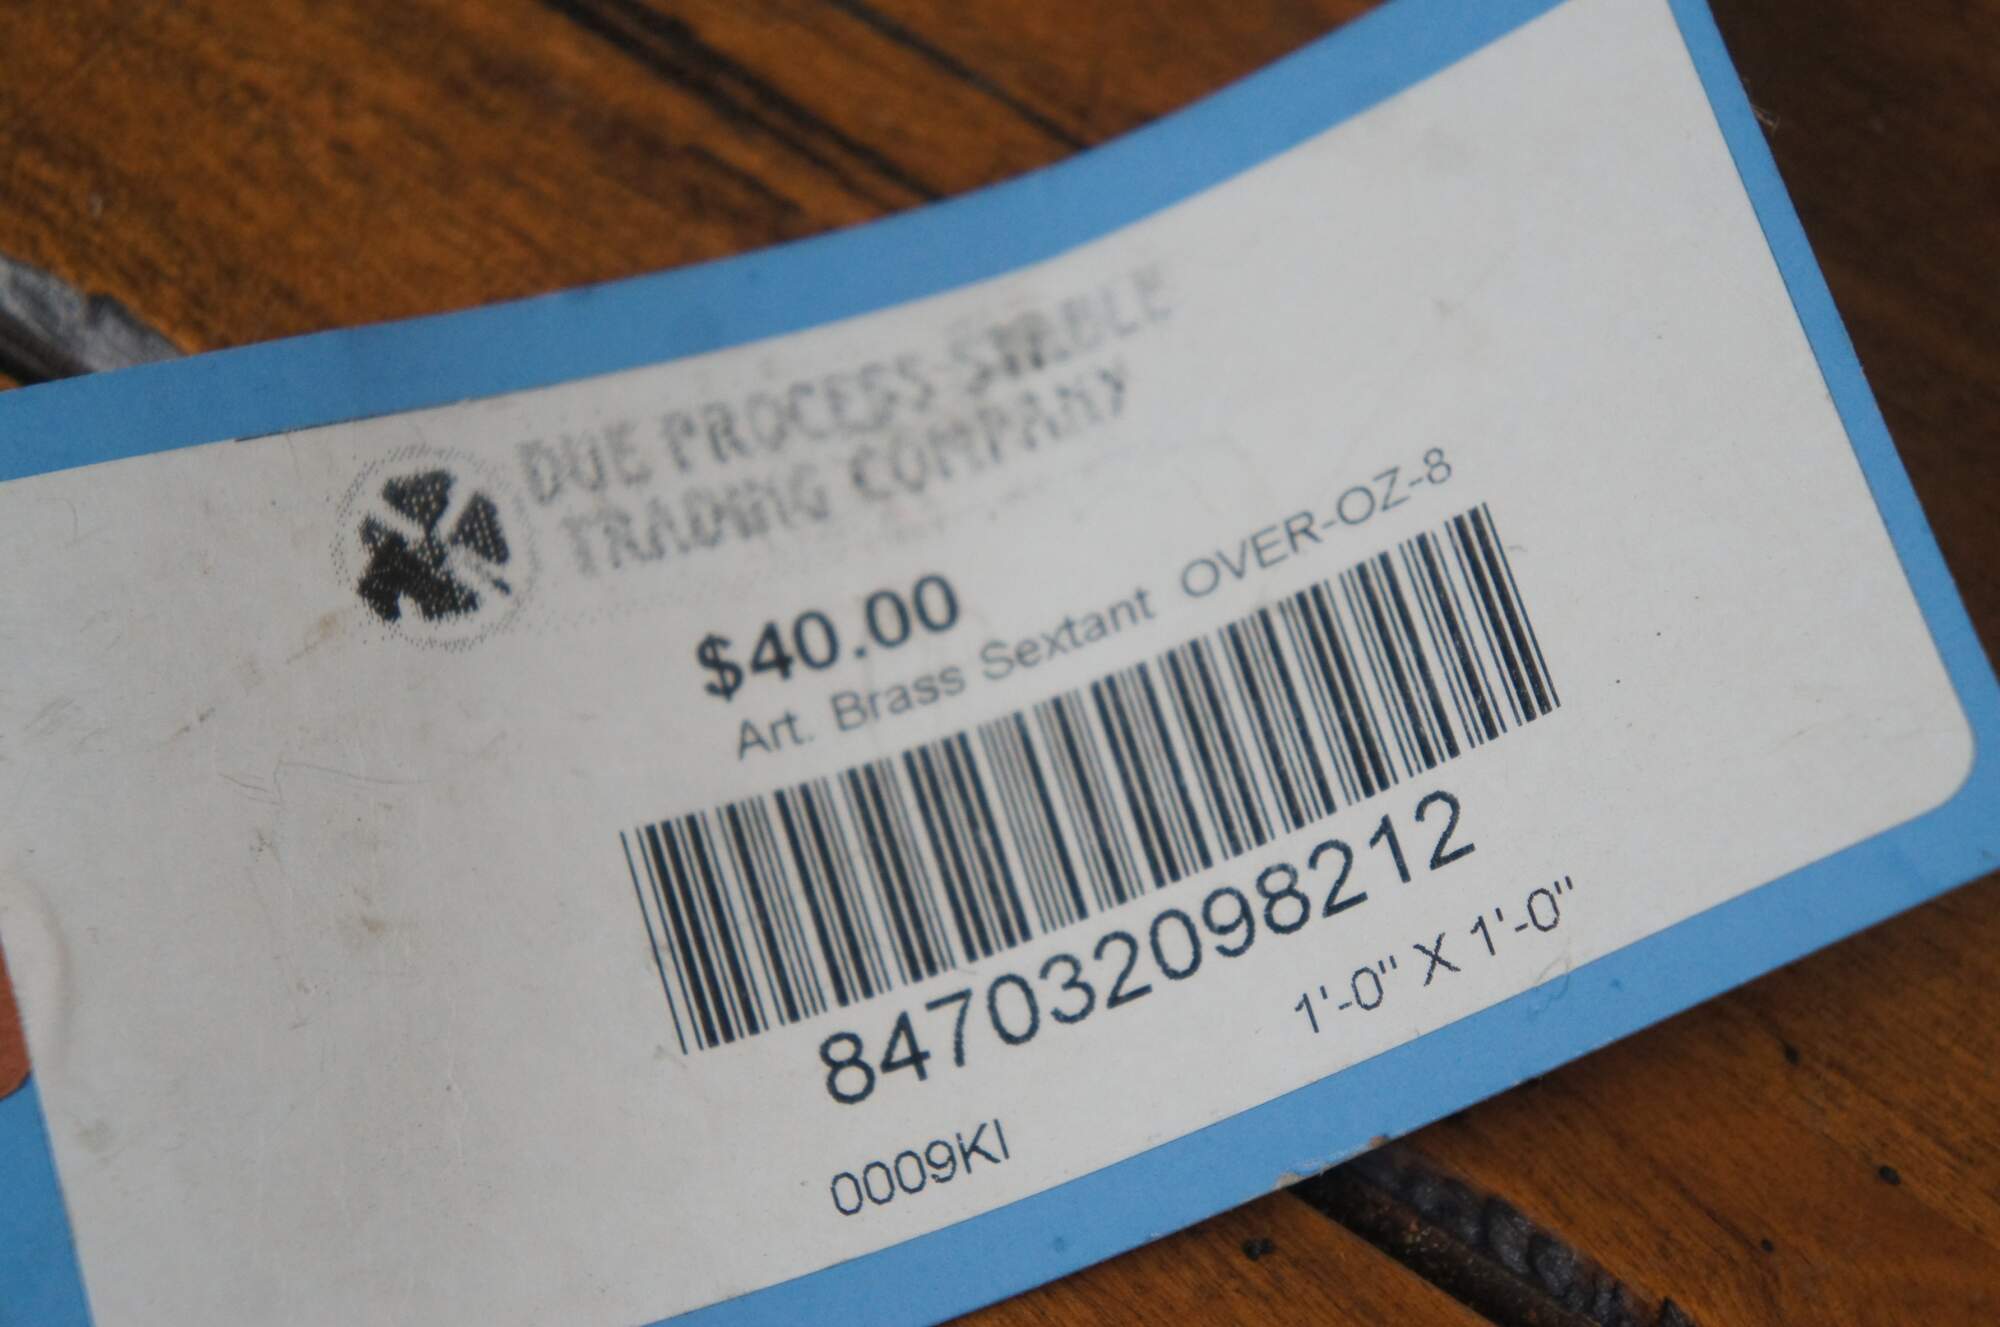 DUE PROCESS STABLE
TRADING COMPANY
$40.00
Art. Brass Sextant OVER-OZ-8
847032098212
1'-0" X 1'-0"
0009KI